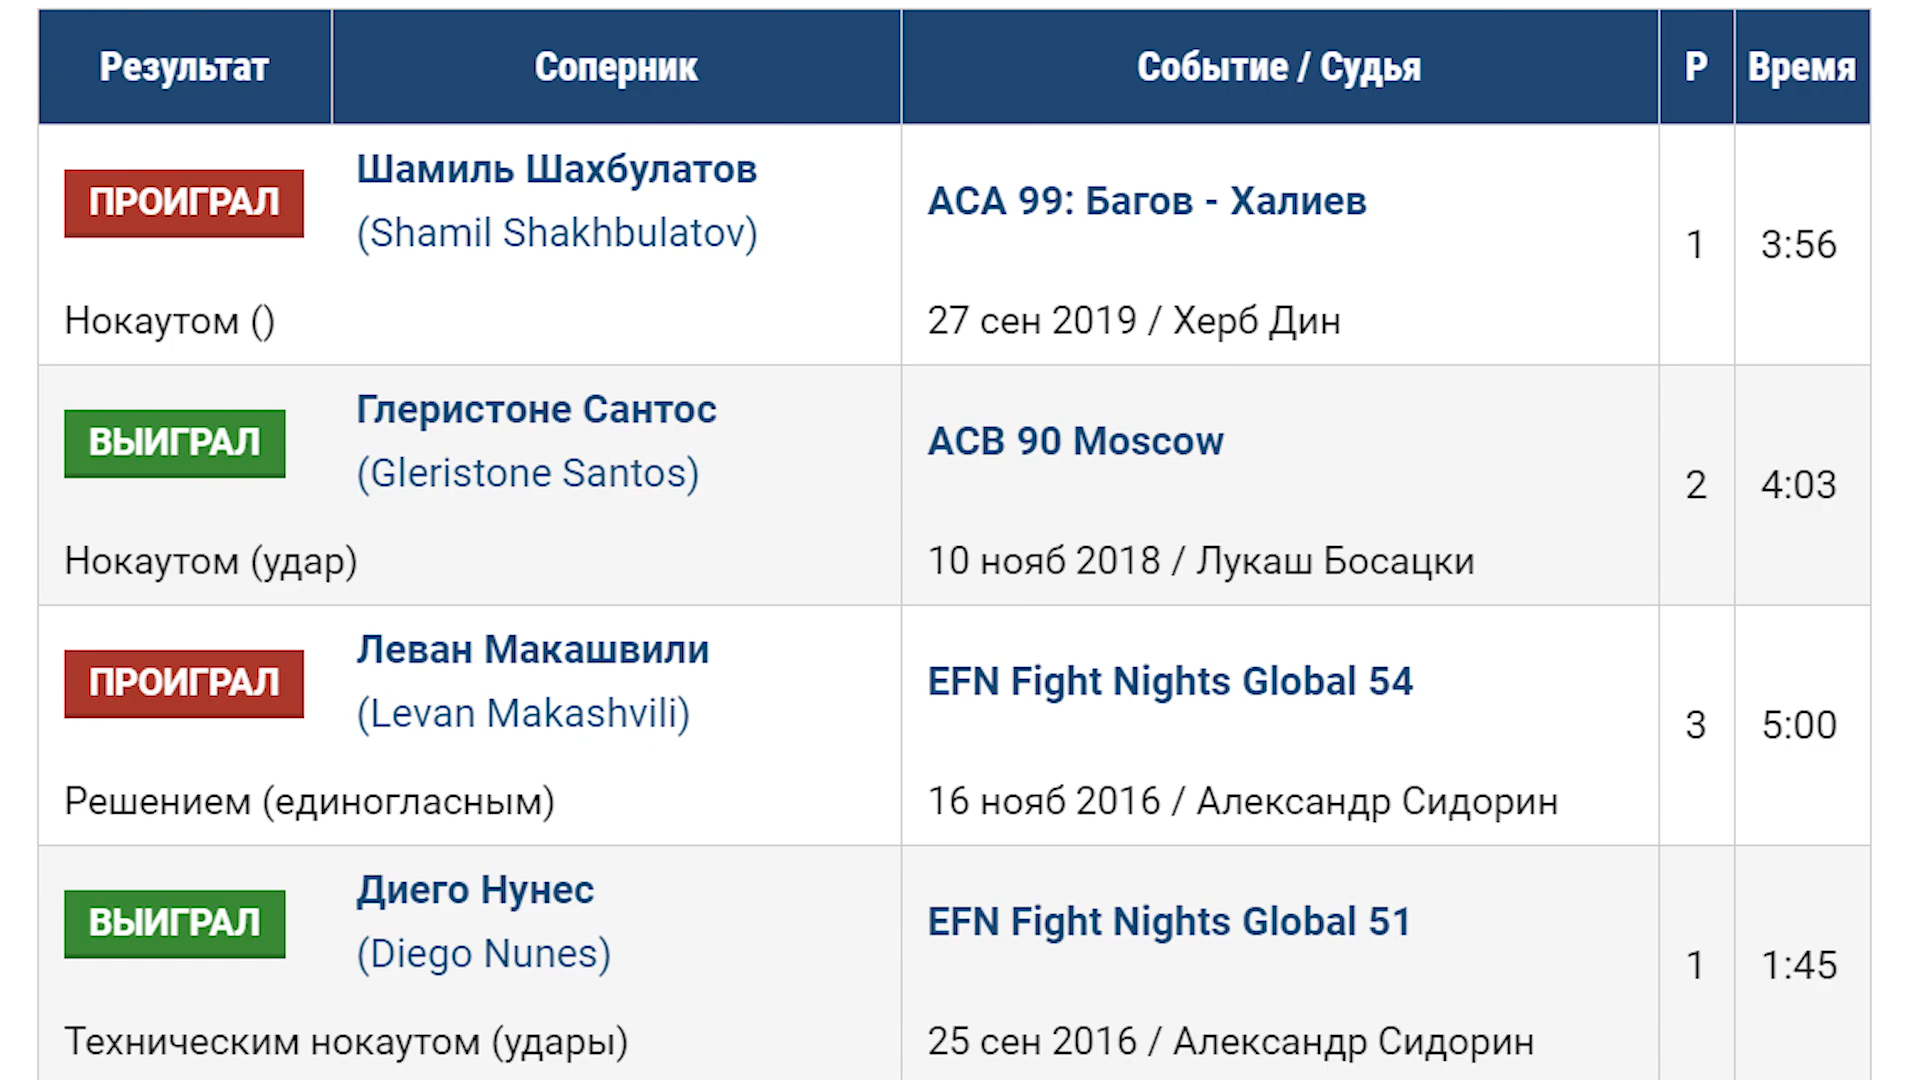 Результат Соперник Событие / Судья Р Время
ПРОИГРАЛ Шамиль Шахбулатов
(Shamil Shakhbulatov)
Нокаутом ()
ACA 99: Багов - Халиев
27 сен 2019 / Херб Дин
1 3:56
ВЫИГРАЛ Глеристоне Сантос
(Gleristone Santos)
Нокаутом (удар)
ACB 90 Moscow
10 нояб 2018 / Лукаш Босацки
2 4:03
ПРОИГРАЛ Леван Макашвили
(Levan Makashvili)
Решением (единогласным)
EFN Fight Nights Global 54
16 нояб 2016 / Александр Сидорин
3 5:00
ВЫИГРАЛ Диего Нунес
(Diego Nunes)
Техническим нокаутом (удары)
EFN Fight Nights Global 51
25 сен 2016 / Александр Сидорин
1 1:45